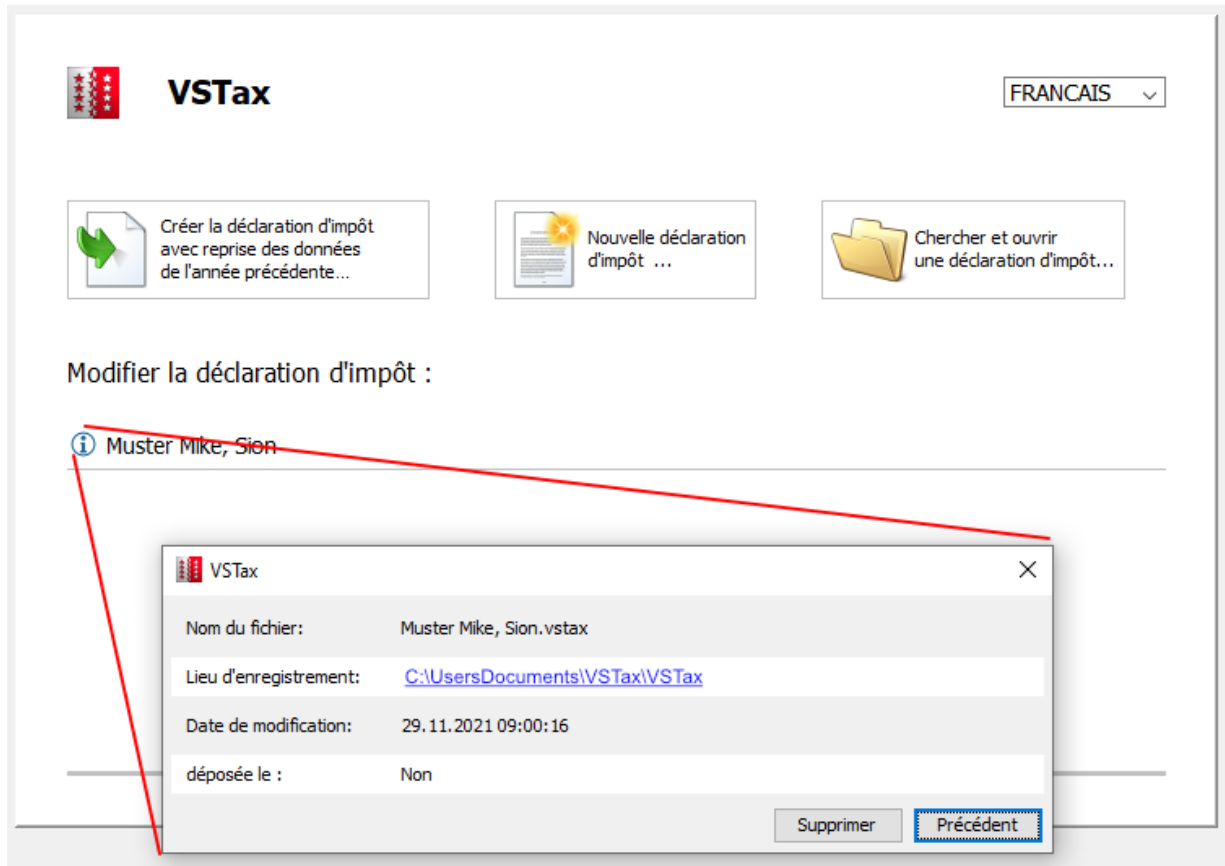 VSTax
FRANCAIS
Créer la déclaration d'impôt
avec reprise des données
de l'année précédente...
Nouvelle déclaration
d'impôt ...
Chercher et ouvrir
une déclaration d'impôt...
Modifier la déclaration d'impôt :
Muster Mike, Sion
VSTax
Nom du fichier: Muster Mike, Sion.vstax
Lieu d'enregistrement: C:\UsersDocuments\VSTax\VSTax
Date de modification: 29.11.2021 09:00:16
déposée le : Non
Supprimer Précédent